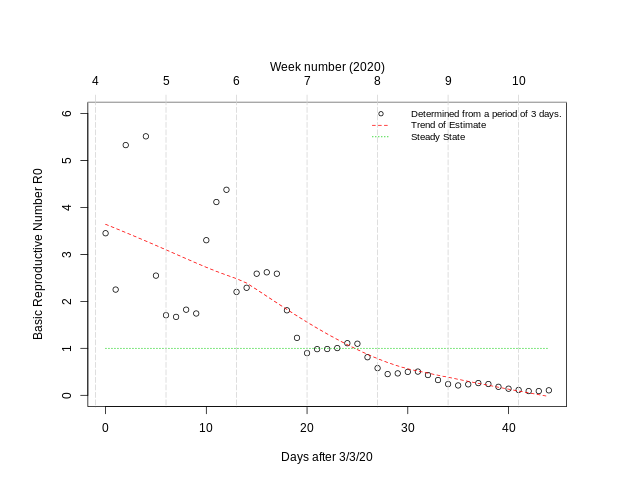 Week number (2020)
4 5 6 7 8 9 10
Determined from a period of 3 days.
Trend of Estimate
Steady State
Basic Reproductive Number R0
6
5
4
3
2
1
0
0 10 20 30 40
Days after 3/3/20